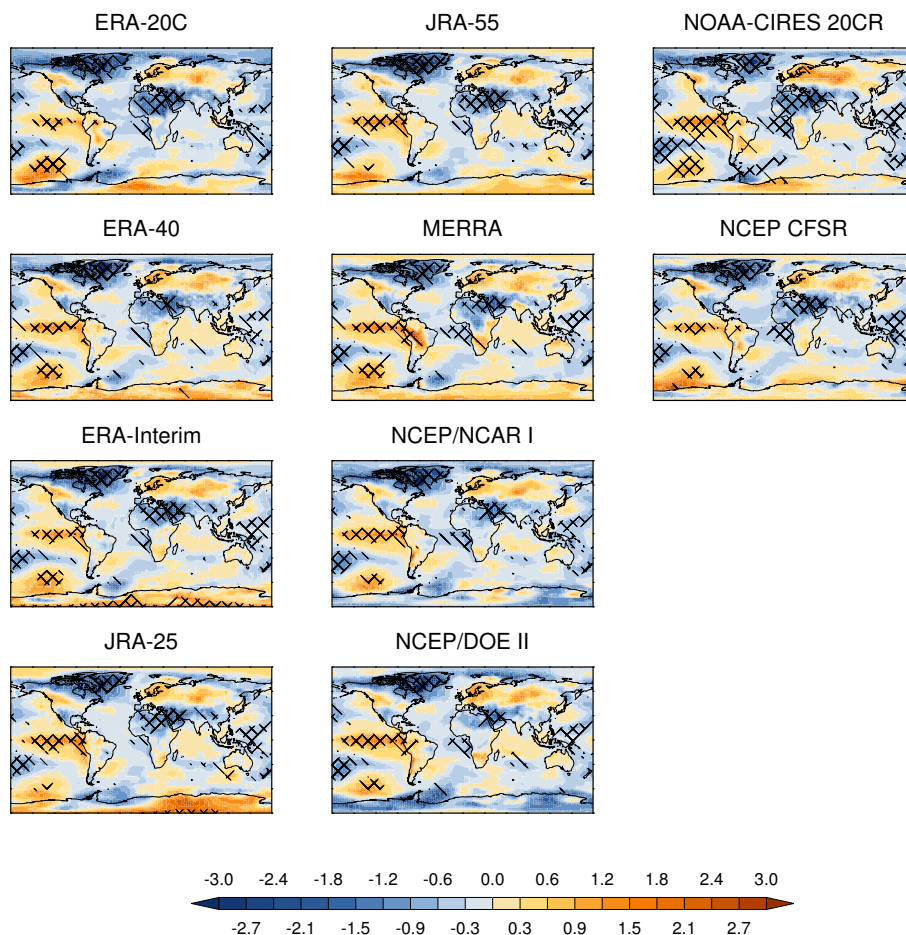 ERA-20C JRA-55 NOAA-CIRES 20CR
ERA-40 MERRA NCEP CFSR
ERA-Interim NCEP/NCAR I
JRA-25 NCEP/DOE II
-3.0 -2.4 -1.8 -1.2 -0.6 0.0 0.6 1.2 1.8 2.4 3.0
-2.7 -2.1 -1.5 -0.9 -0.3 0.3 0.9 1.5 2.1 2.7